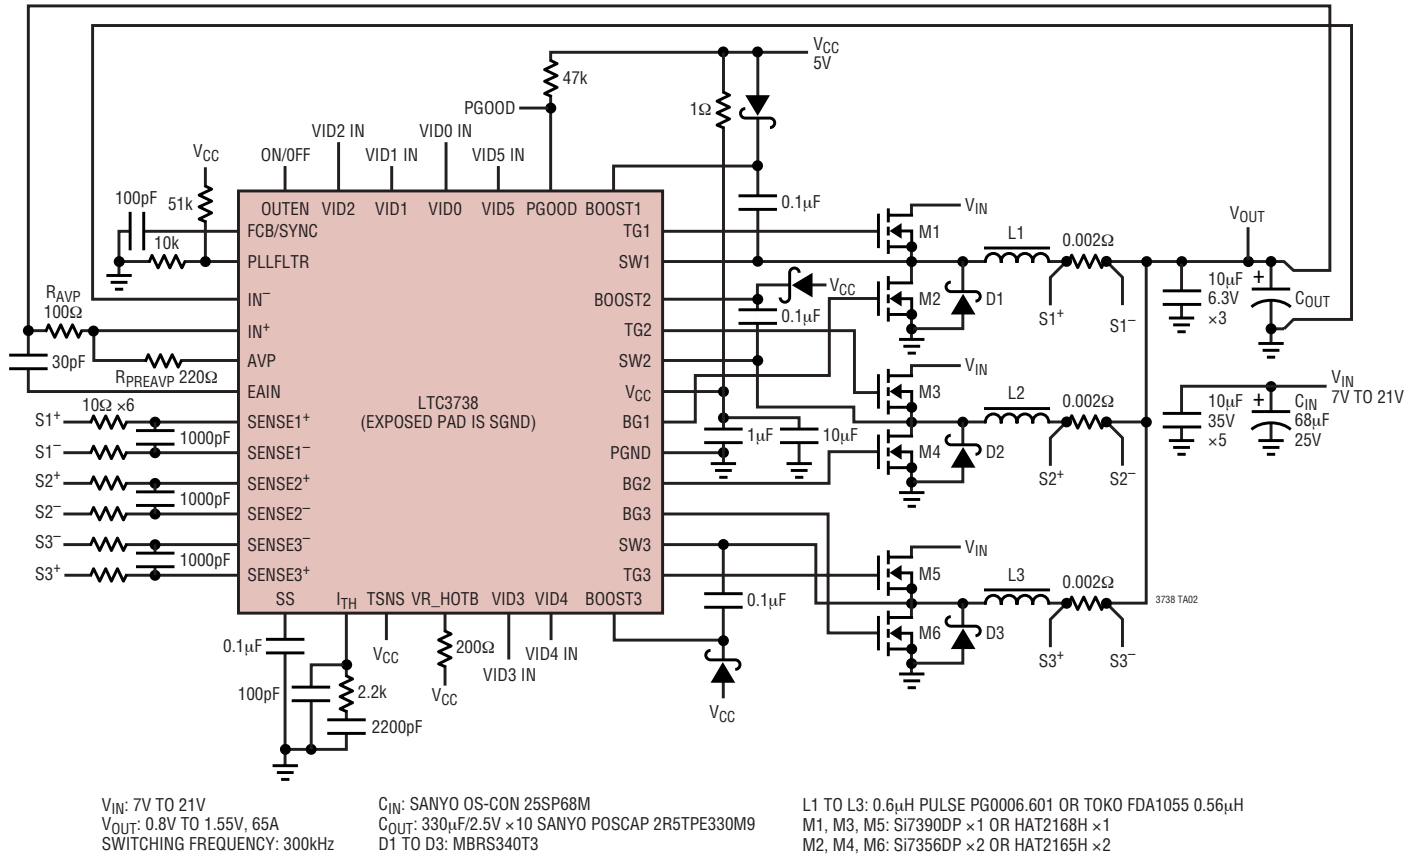 VCC
5V
47k
PGOOD
1Ω
VID2 IN
VID0 IN
VCC
ON/0FF
VID1 IN
VID5 IN
100pF
51k
10k
0.1µF
OUTEN VID2 VID1 VID0 VID5 PGOOD BOOST1
FCB/SYNC
TG1
PLLFLTR
SW1
IN−
BOOST2
IN+
TG2
AVP
SW2
EAIN
VCC
LTC3738
(EXPOSED PAD IS SGND)
SENSE1+
BG1
SENSE1−
PGND
SENSE2+
BG2
SENSE2−
BG3
SENSE3−
SW3
SENSE3+
TG3
SS ITH TSNS VR_HOTB VID3 VID4 BOOST3
RAVP
100Ω
30pF
RPREAVP 220Ω
S1+
10Ω ×6
1000pF
S1−
S2+
1000pF
S2−
S3−
1000pF
S3+
0.1µF
100pF
2.2k
2200pF
VCC
200Ω
VCC
VID3 IN
VID4 IN
0.1µF
VCC
VCC
0.1µF
1µF
10µF
VIN
M1
M2
D1
L1
0.002Ω
S1+
S1−
VIN
M3
M4
D2
L2
0.002Ω
S2+
S2−
VIN
M5
M6
D3
L3
0.002Ω
S3+
S3−
VOUT
10µF
6.3V
×3
+
COUT
VIN
7V TO 21V
10µF
35V
×5
+
CIN
68µF
25V
3738 TA02
VIN: 7V TO 21V
VOUT: 0.8V TO 1.55V, 65A
SWITCHING FREQUENCY: 300kHz
CIN: SANYO OS-CON 25SP68M
COUT: 330µF/2.5V ×10 SANYO POSCAP 2R5TPE330M9
D1 TO D3: MBRS340T3
L1 TO L3: 0.6µH PULSE PG0006.601 OR TOKO FDA1055 0.56µH
M1, M3, M5: Si7390DP ×1 OR HAT2168H ×1
M2, M4, M6: Si7356DP ×2 OR HAT2165H ×2